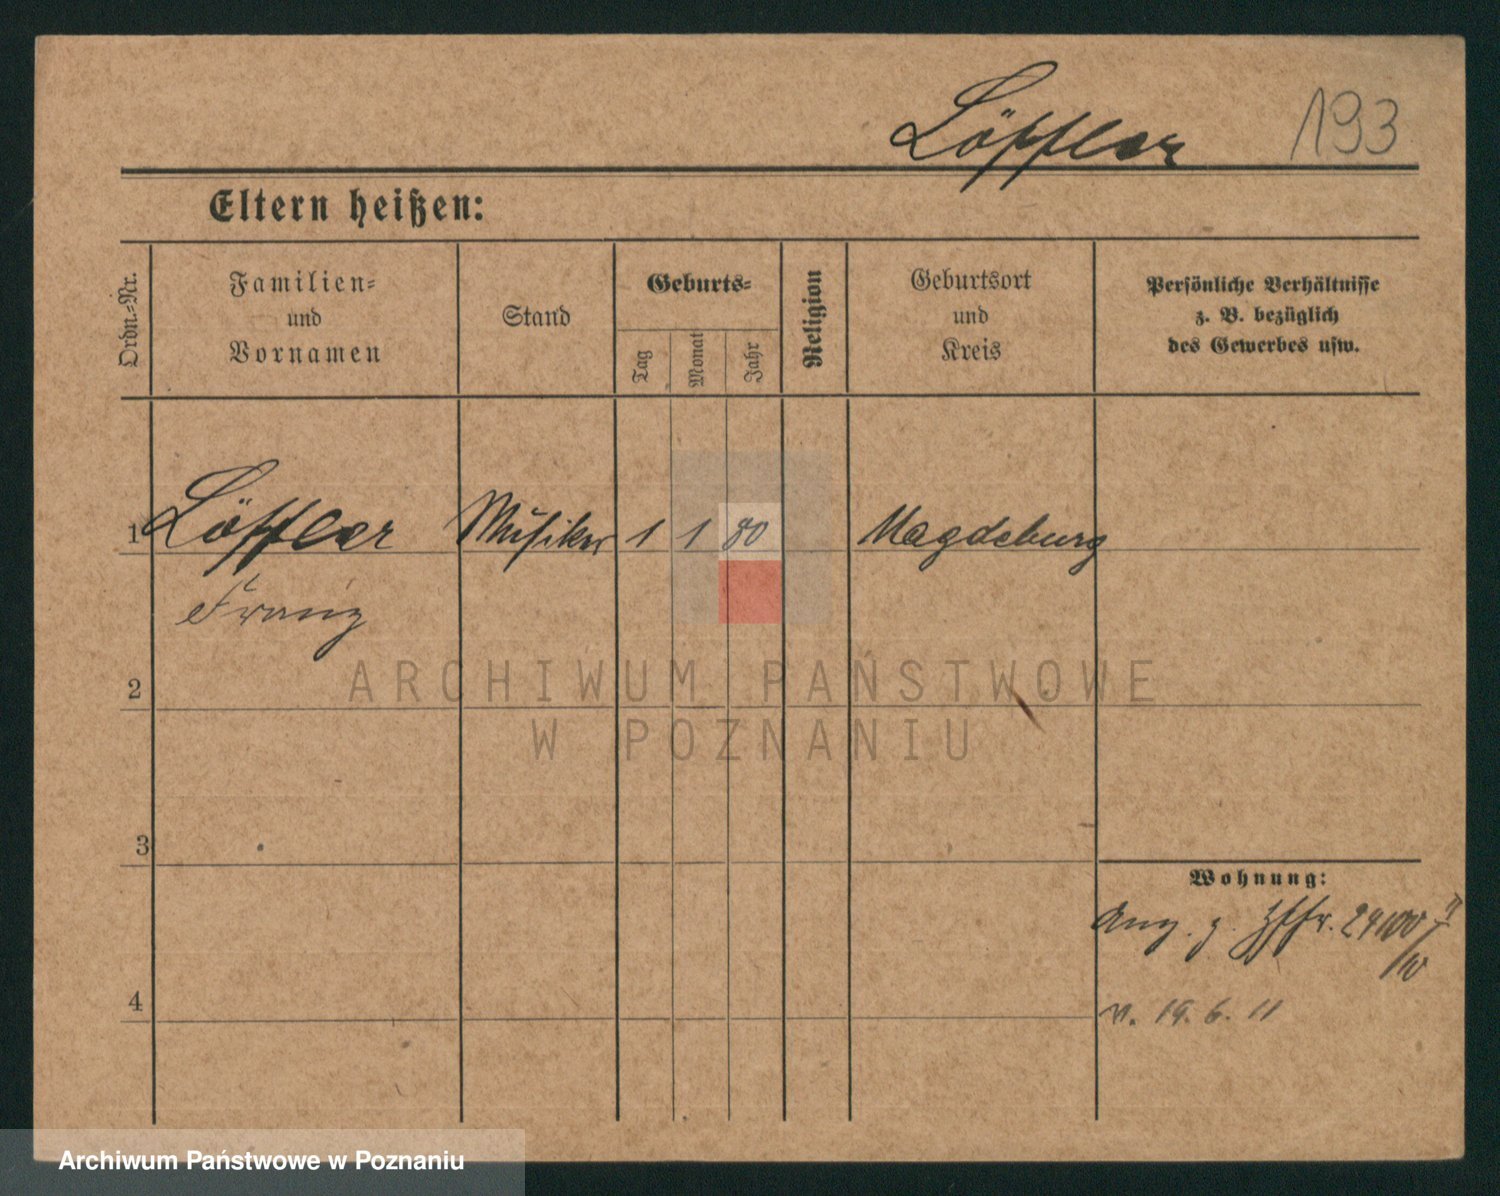 Löffler 193
Eltern heißen:
Ordn.-Nr.
Familien-
und
Vornamen
Stand
Geburts-
Tag
Monat
Jahr
Religion
Geburtsort
und
Kreis
Persönliche Verhältnisse
z. B. bezüglich
des Gewerbes usw.
1 Löffler Musiker 1 1 80 Magdeburg
Franz
2
3
4
Wohnung:
Anz. z.
v. 19. 6. 11
ARCHIWUM PAŃSTWOWE
W POZNANIU
Archiwum Państwowe w Poznaniu